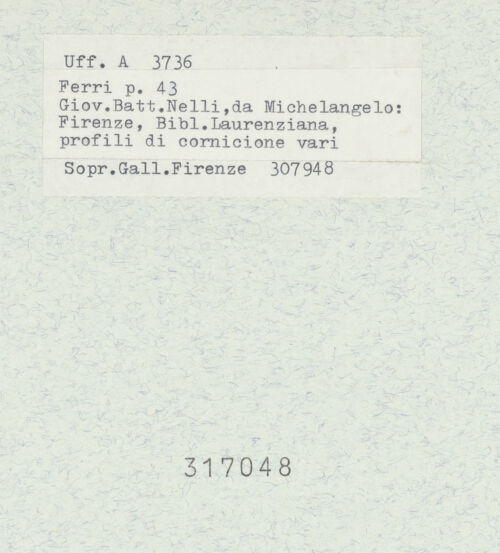 Uff. A 3736
Ferri p. 43
Giov.Batt.Nelli,da Michelangelo:
Firenze, Bibl.Laurenziana,
profili di cornicione vari
Sopr.Gall.Firenze 307948
317048